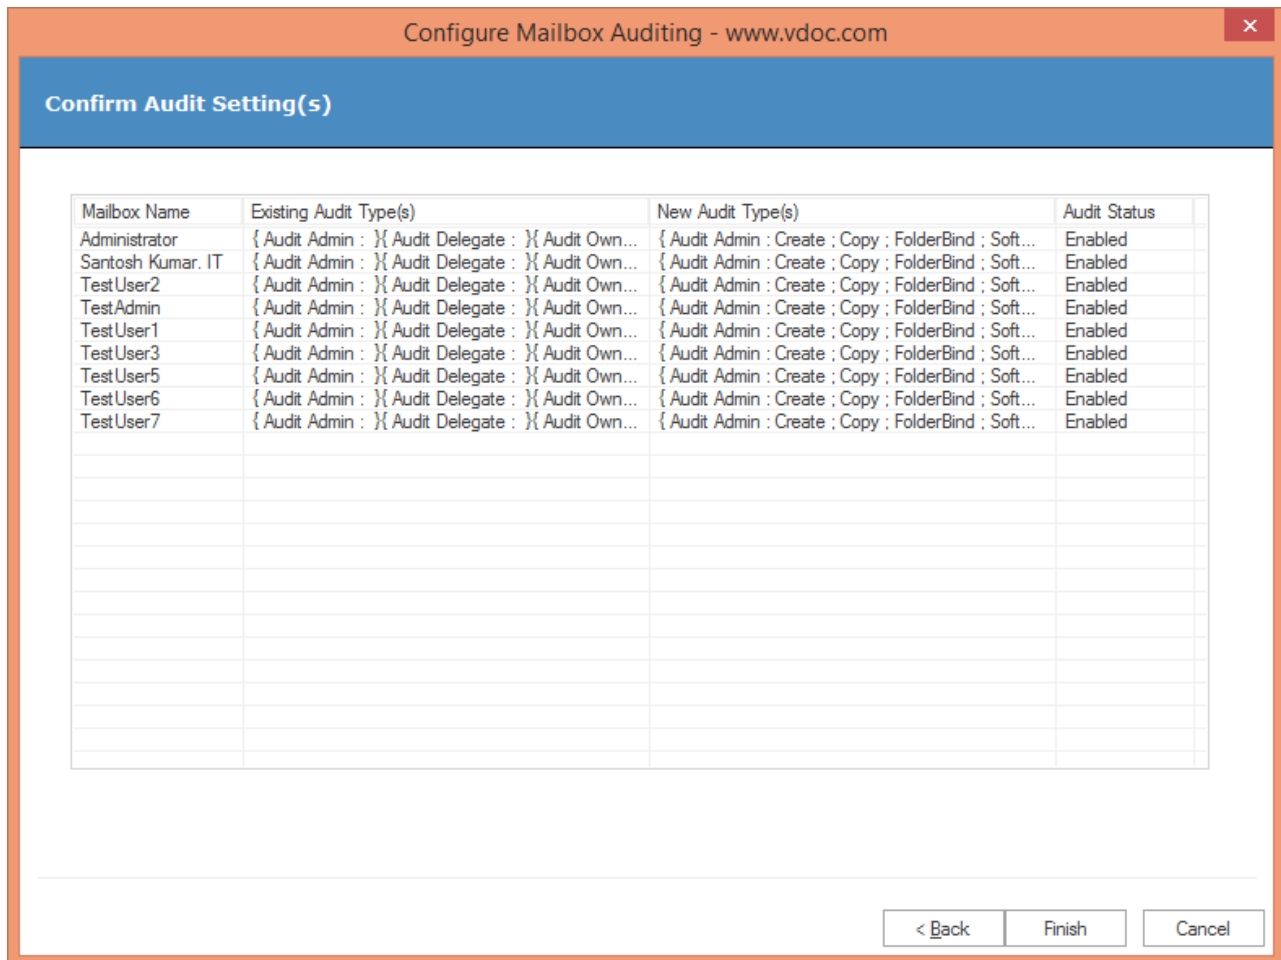 Configure Mailbox Auditing - www.vdoc.com
Confirm Audit Setting(s)
Mailbox Name Existing Audit Type(s) New Audit Type(s) Audit Status
Administrator { Audit Admin : }{ Audit Delegate : }{ Audit Own... { Audit Admin : Create ; Copy ; FolderBind ; Soft... Enabled
Santosh Kumar. IT { Audit Admin : }{ Audit Delegate : }{ Audit Own... { Audit Admin : Create ; Copy ; FolderBind ; Soft... Enabled
TestUser2 { Audit Admin : }{ Audit Delegate : }{ Audit Own... { Audit Admin : Create ; Copy ; FolderBind ; Soft... Enabled
TestAdmin { Audit Admin : }{ Audit Delegate : }{ Audit Own... { Audit Admin : Create ; Copy ; FolderBind ; Soft... Enabled
TestUser1 { Audit Admin : }{ Audit Delegate : }{ Audit Own... { Audit Admin : Create ; Copy ; FolderBind ; Soft... Enabled
TestUser3 { Audit Admin : }{ Audit Delegate : }{ Audit Own... { Audit Admin : Create ; Copy ; FolderBind ; Soft... Enabled
TestUser5 { Audit Admin : }{ Audit Delegate : }{ Audit Own... { Audit Admin : Create ; Copy ; FolderBind ; Soft... Enabled
TestUser6 { Audit Admin : }{ Audit Delegate : }{ Audit Own... { Audit Admin : Create ; Copy ; FolderBind ; Soft... Enabled
TestUser7 { Audit Admin : }{ Audit Delegate : }{ Audit Own... { Audit Admin : Create ; Copy ; FolderBind ; Soft... Enabled
< Back Finish Cancel